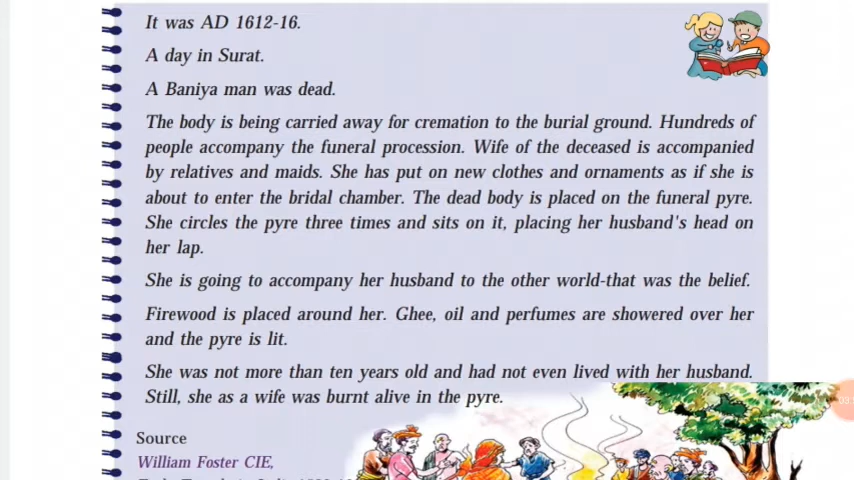 It was AD 1612-16.
A day in Surat.
A Baniya man was dead.
The body is being carried away for cremation to the burial ground. Hundreds of
people accompany the funeral procession. Wife of the deceased is accompanied
by relatives and maids. She has put on new clothes and ornaments as if she is
about to enter the bridal chamber. The dead body is placed on the funeral pyre.
She circles the pyre three times and sits on it, placing her husband's head on
her lap.
She is going to accompany her husband to the other world-that was the belief.
Firewood is placed around her. Ghee, oil and perfumes are showered over her
and the pyre is lit.
She was not more than ten years old and had not even lived with her husband.
Still, she as a wife was burnt alive in the pyre.
Source
William Foster CIE,